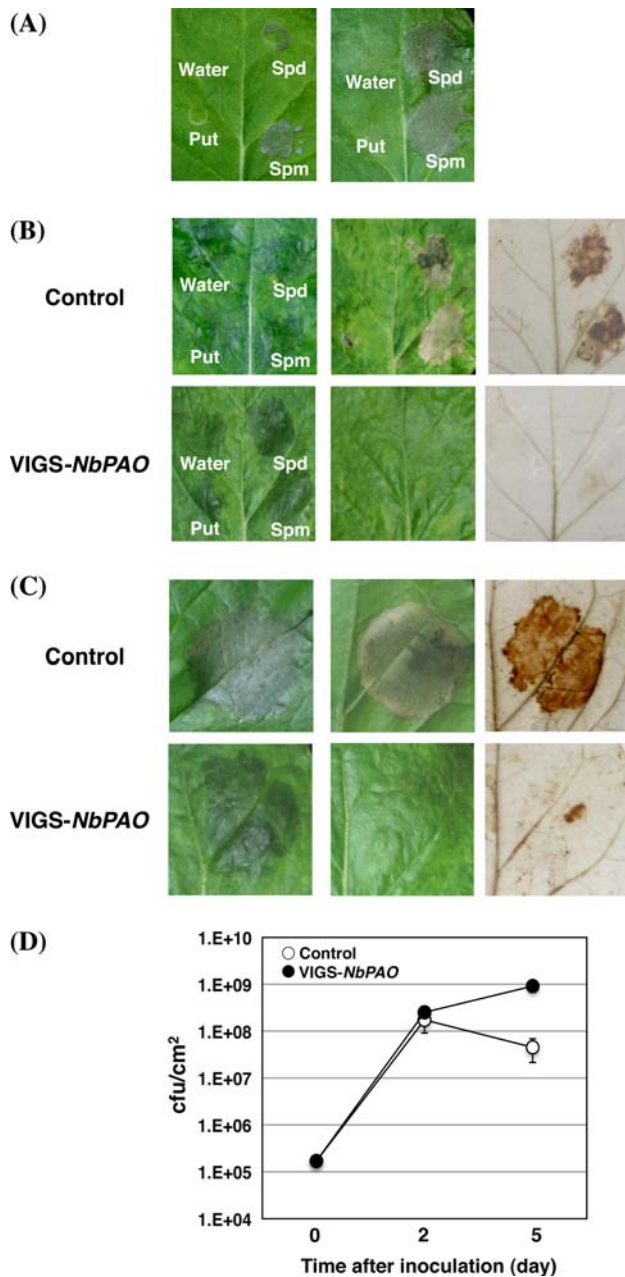 (A)
Water Spd
Put Spm
Spd
Water
Put Spm
(B)
Control
Water Spd
Put Spm
VIGS-NbPAO
Water Spd
Put Spm
(C)
Control
VIGS-NbPAO
(D)
1.E+10
1.E+09
1.E+08
1.E+07
1.E+06
1.E+05
1.E+04
cfu/cm²
Control
VIGS-NbPAO
0 2 5
Time after inoculation (day)